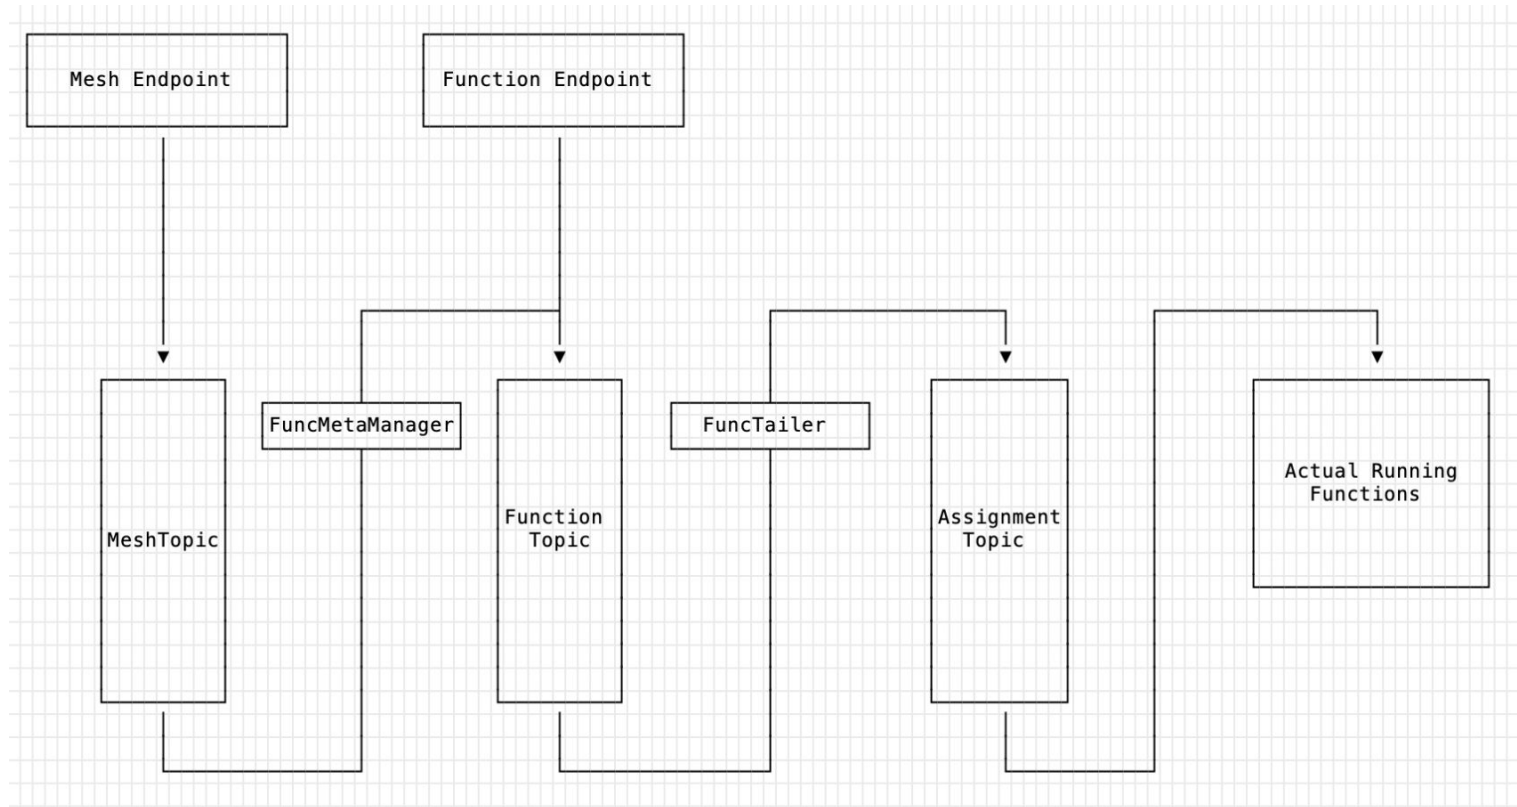 Mesh Endpoint
Function Endpoint
FuncMetaManager
FuncTailer
MeshTopic
Function
Topic
Assignment
Topic
Actual Running
Functions